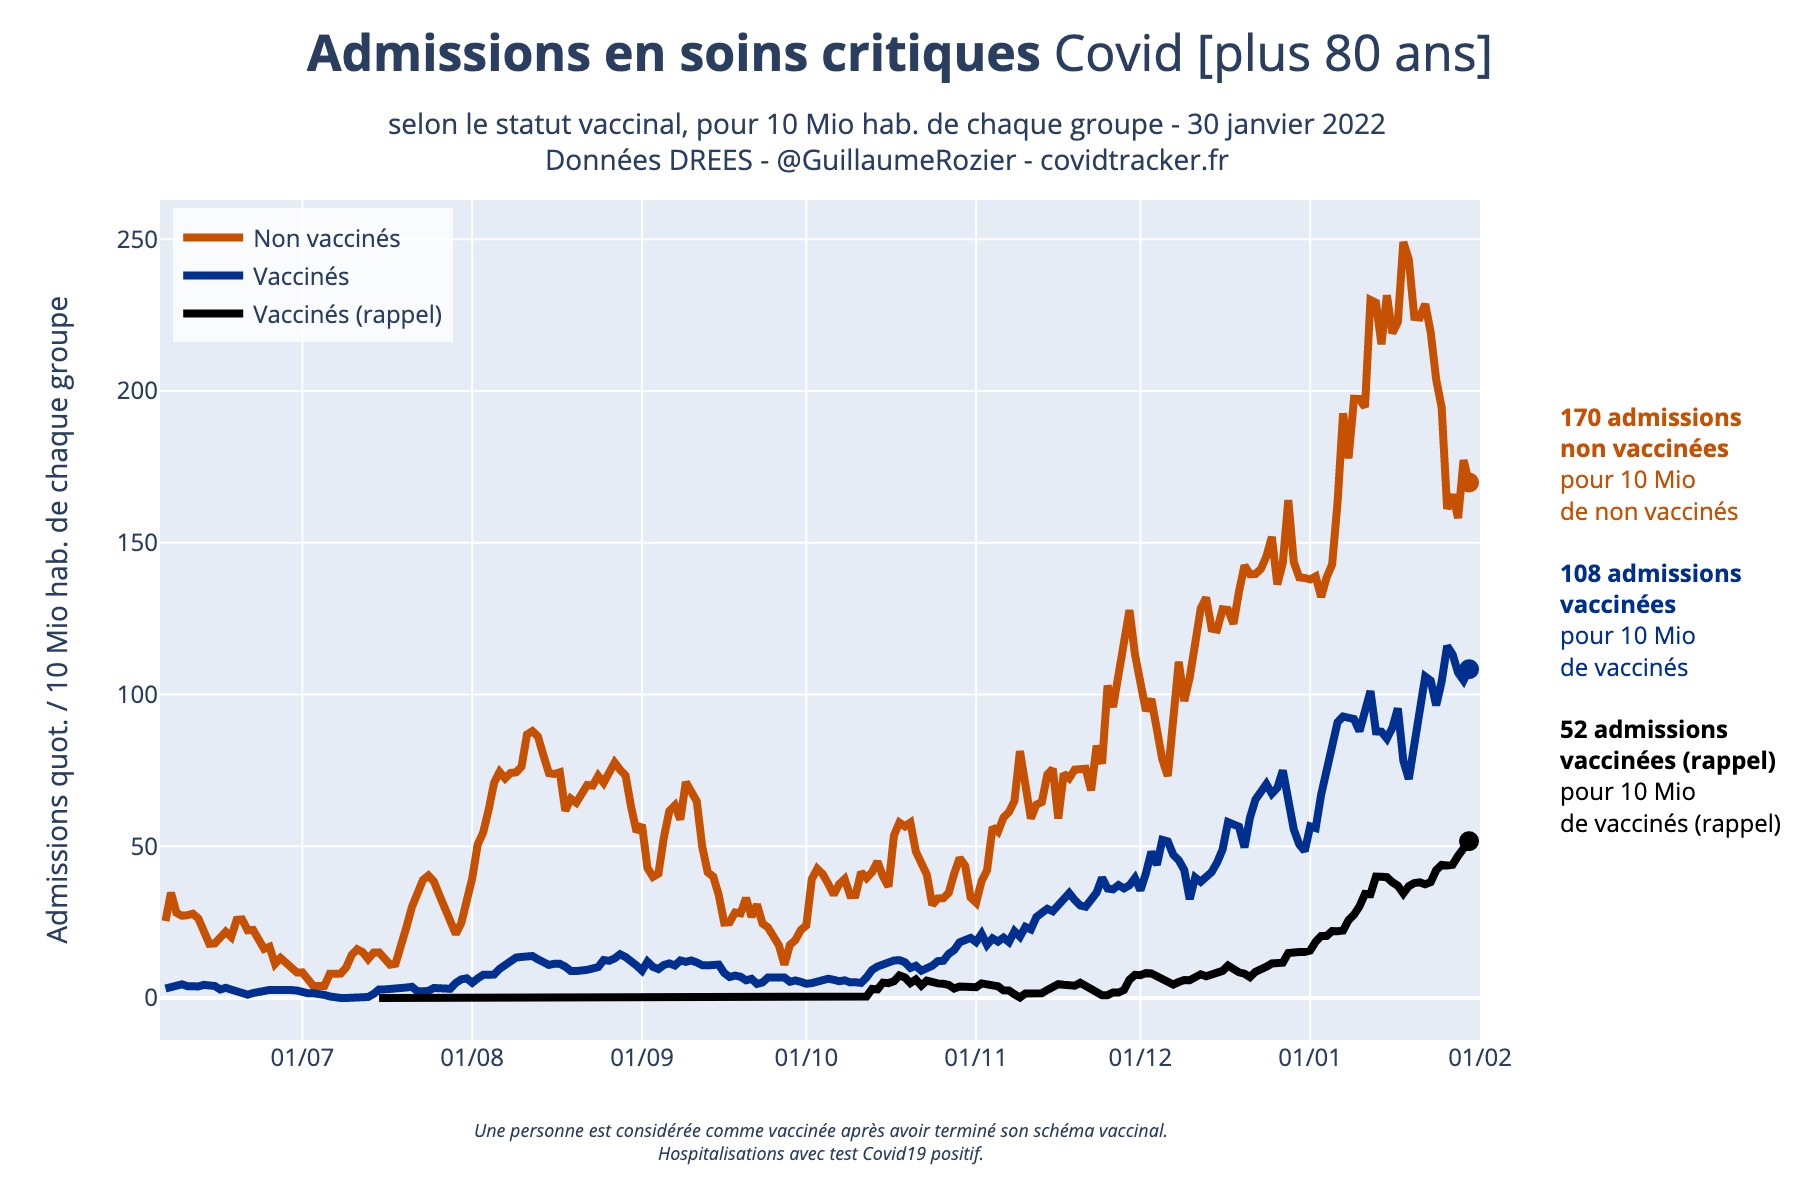 Admissions en soins critiques Covid [plus 80 ans]
selon le statut vaccinal, pour 10 Mio hab. de chaque groupe - 30 janvier 2022
Données DREES - @GuillaumeRozier - covidtracker.fr
Non vaccinés
Vaccinés
Vaccinés (rappel)
Admissions quot. / 10 Mio hab. de chaque groupe
250
200
150
100
50
0
01/07
01/08
01/09
01/10
01/11
01/12
01/01
01/02
170 admissions
non vaccinées
pour 10 Mio
de non vaccinés
108 admissions
vaccinées
pour 10 Mio
de vaccinés
52 admissions
vaccinées (rappel)
pour 10 Mio
de vaccinés (rappel)
Une personne est considérée comme vaccinée après avoir terminé son schéma vaccinal.
Hospitalisations avec test Covid19 positif.